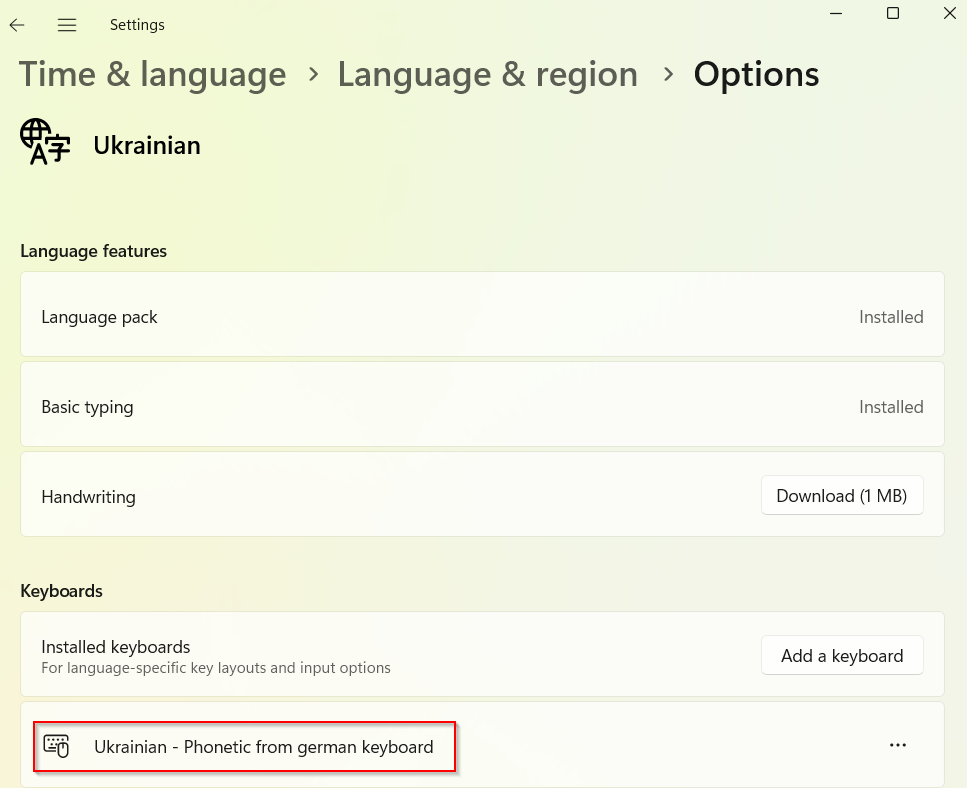 Settings
Time & language > Language & region > Options
Ukrainian
Language features
Language pack Installed
Basic typing Installed
Handwriting Download (1 MB)
Keyboards
Installed keyboards
For language-specific key layouts and input options
Add a keyboard
Ukrainian - Phonetic from german keyboard